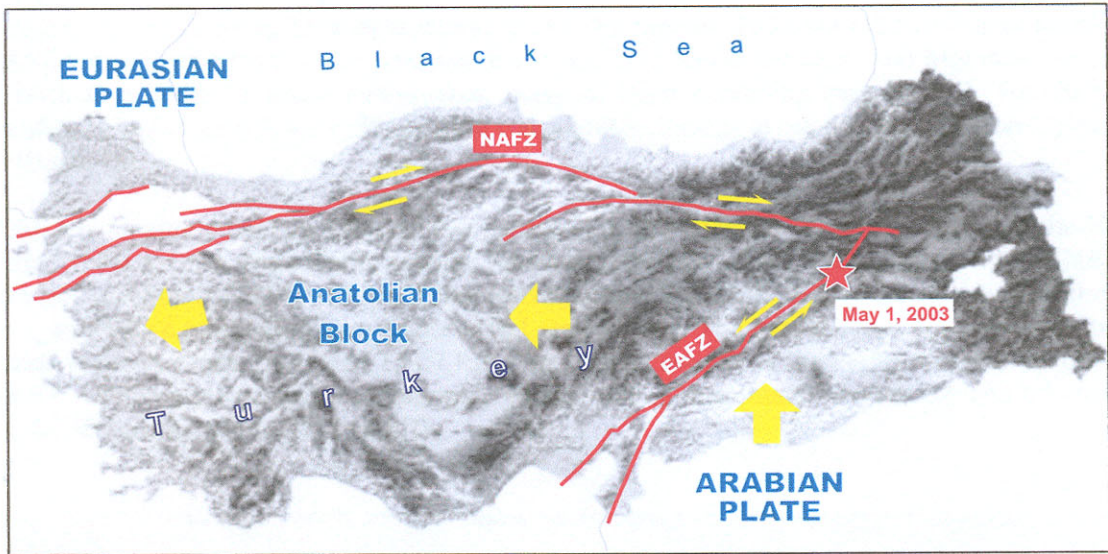 B l a c k S e a
EURASIAN
PLATE
NAFZ
Anatolian
Block
May 1, 2003
EAFZ
T u r k e y
ARABIAN
PLATE